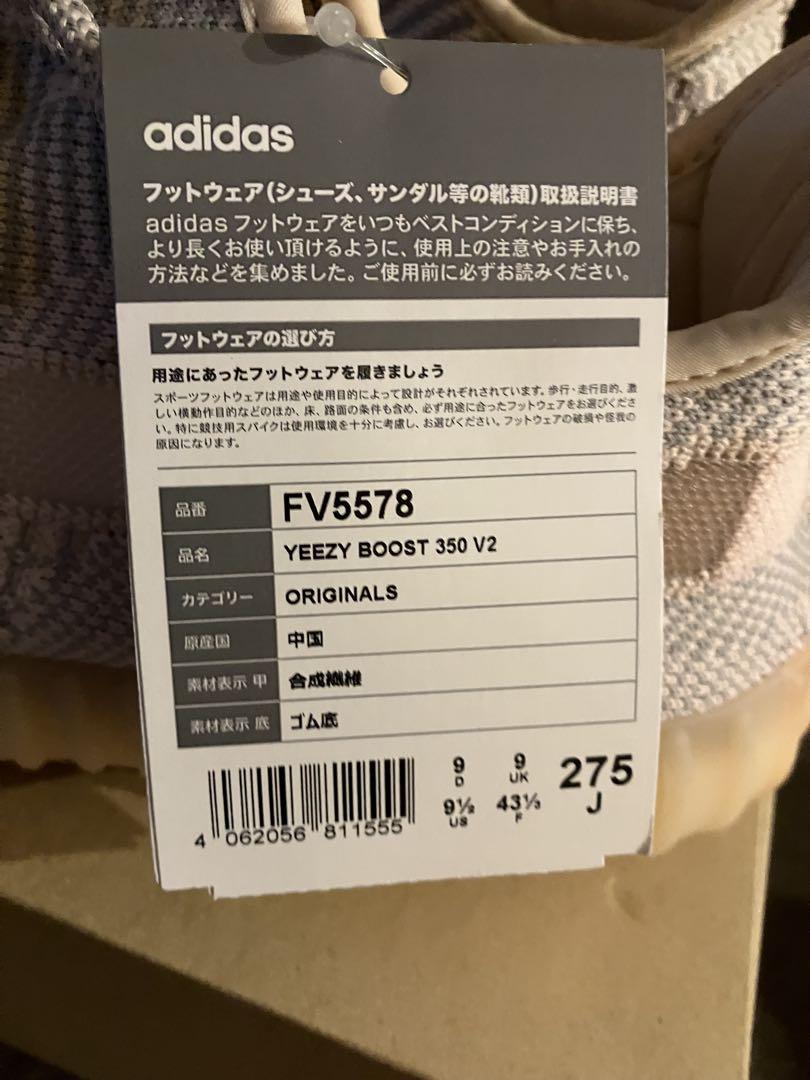 adidas
フットウェア(シューズ、サンダル等の靴類)取扱説明書
adidas フットウェアをいつもベストコンディションに保ち、
より長くお使い頂けるように、使用上の注意やお手入れの
方法などを集めました。ご使用前に必ずお読みください。
フットウェアの選び方
用途にあったフットウェアを履きましょう
スポーツフットウェアは用途や使用目的によって設計がそれぞれされています。歩行・走行目的、激
しい横動作目的などのほか、床、路面の条件も含め、必ず用途に合ったフットウェアをお選びくださ
い。特に競技用スパイクは使用環境を十分に考慮し、お選びください。フットウェアの破損や怪我の
原因になります。
品番 FV5578
品名 YEEZY BOOST 350 V2
カテゴリー ORIGINALS
原産国 中国
素材表示 甲 合成繊維
素材表示 底 ゴム底
9 9 275
D UK J
9½ 43⅓
US F
4 062056 811555